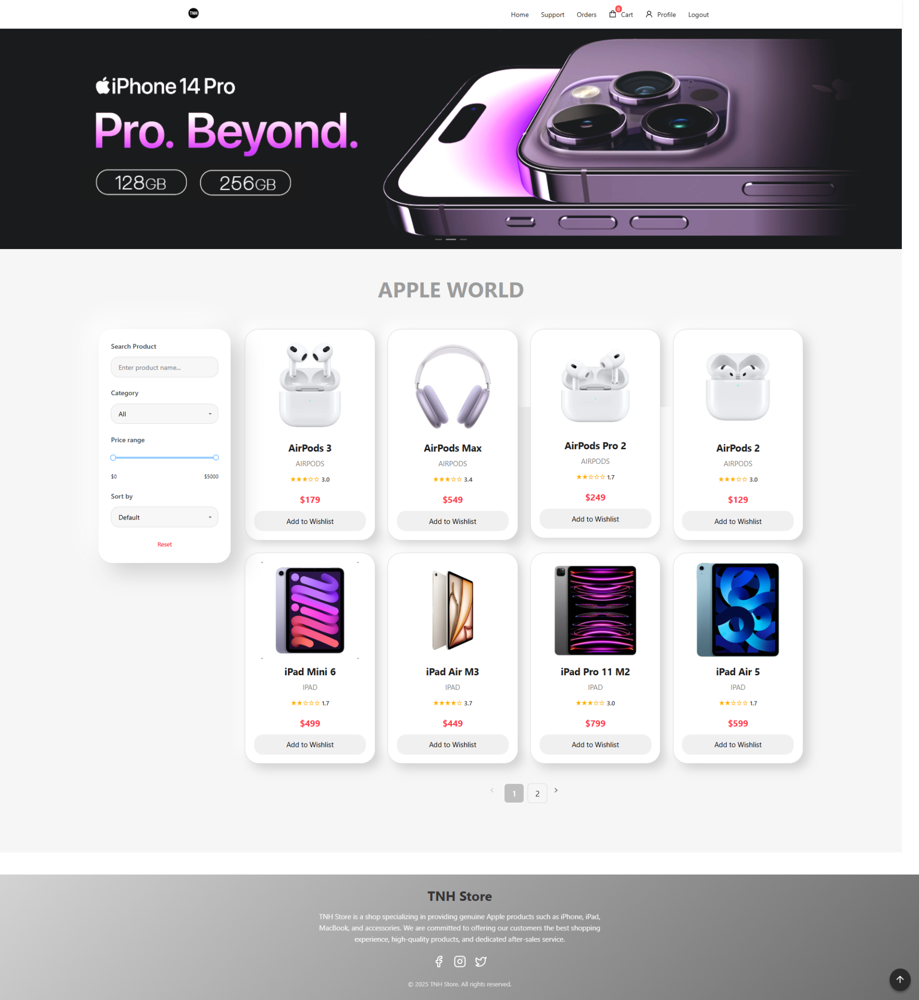 TNH
Home
Support
Orders
0
Cart
Profile
Logout
iPhone 14 Pro
Pro. Beyond.
128GB
256GB
APPLE WORLD
Search Product
Enter product name...
Category
All
Price range
$0
$5000
Sort by
Default
Reset
AirPods 3
AIRPODS
★★★☆☆ 3.0
$179
Add to Wishlist
AirPods Max
AIRPODS
★★★☆☆ 3.4
$549
Add to Wishlist
AirPods Pro 2
AIRPODS
★★☆☆☆ 1.7
$249
Add to Wishlist
AirPods 2
AIRPODS
★★★☆☆ 3.0
$129
Add to Wishlist
iPad Mini 6
IPAD
★★☆☆☆ 1.7
$499
Add to Wishlist
iPad Air M3
IPAD
★★★★☆ 3.7
$449
Add to Wishlist
iPad Pro 11 M2
IPAD
★★★☆☆ 3.0
$799
Add to Wishlist
iPad Air 5
IPAD
★★☆☆☆ 1.7
$599
Add to Wishlist
1
2
TNH Store
TNH Store is a shop specializing in providing genuine Apple products such as iPhone, iPad,
MacBook, and accessories. We are committed to offering our customers the best shopping
experience, high-quality products, and dedicated after-sales service.
© 2025 TNH Store. All rights reserved.